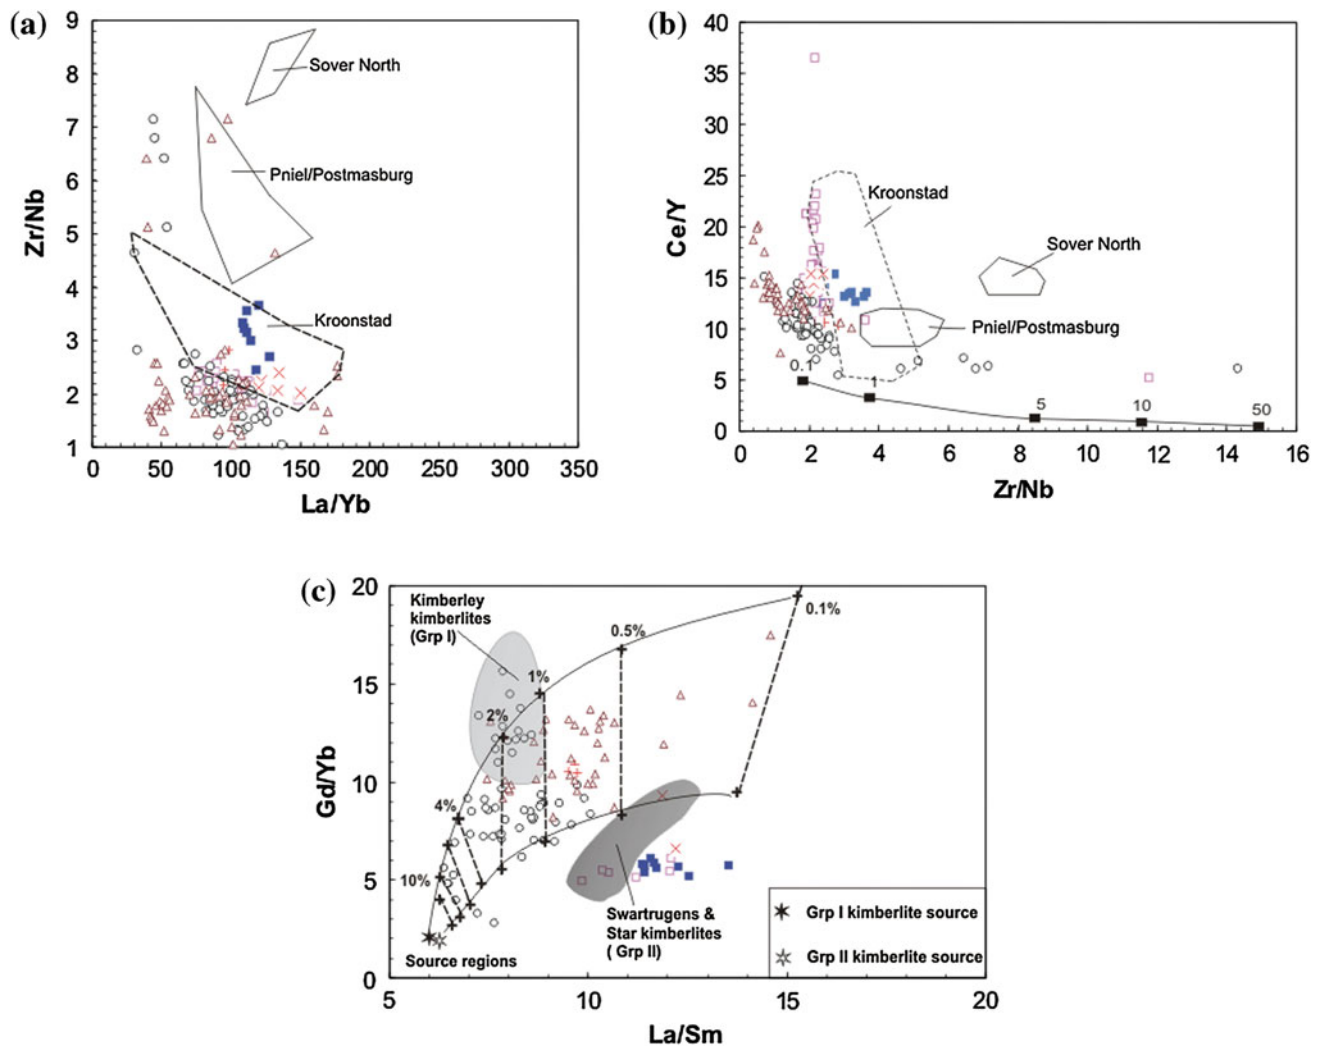 (a)
9
8
7
6
5
4
3
2
1
Zr/Nb
Sover North
Pniel/Postmasburg
Kroonstad
0 50 100 150 200 250 300 350
La/Yb
(b)
40
35
30
25
20
15
10
5
0
Ce/Y
Kroonstad
Sover North
Pniel/Postmasburg
0.1
1
5
10
50
0 2 4 6 8 10 12 14 16
Zr/Nb
(c)
20
15
10
5
0
Gd/Yb
Kimberley
kimberlites
(Grp I)
0.1%
0.5%
1%
2%
4%
10%
Swartrugens &
Star kimberlites
( Grp II)
Source regions
Grp I kimberlite source
Grp II kimberlite source
5 10 15 20
La/Sm